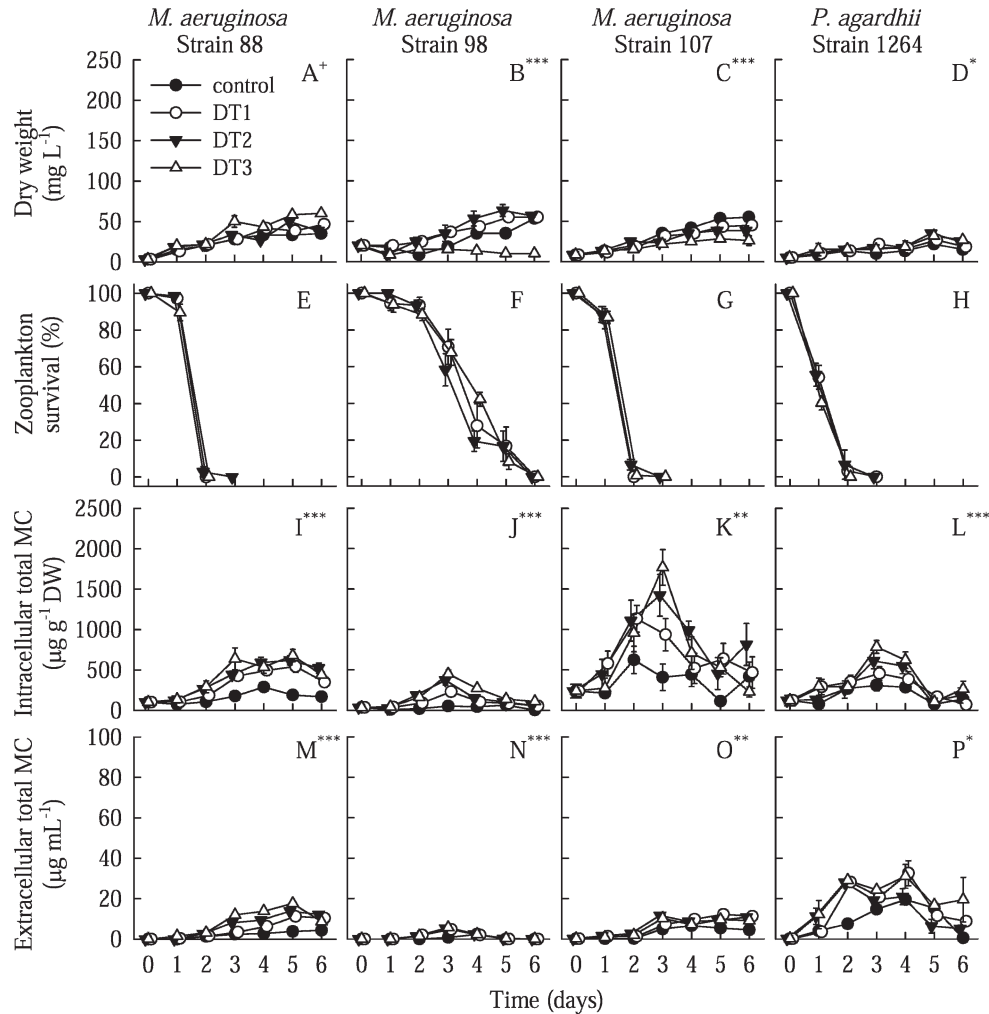 M. aeruginosa
Strain 88
M. aeruginosa
Strain 98
M. aeruginosa
Strain 107
P. agardhii
Strain 1264
Dry weight
(mg L-1)
250
200
150
100
50
0
A+
control
DT1
DT2
DT3
B***
C***
D*
Zooplankton
survival (%)
100
80
60
40
20
0
E
F
G
H
Intracellular total MC
(µg g-1 DW)
2500
2000
1500
1000
500
0
I***
J***
K**
L***
Extracellular total MC
(µg mL-1)
100
80
60
40
20
0
M***
N***
O**
P*
0 1 2 3 4 5 6
0 1 2 3 4 5 6
0 1 2 3 4 5 6
0 1 2 3 4 5 6
Time (days)